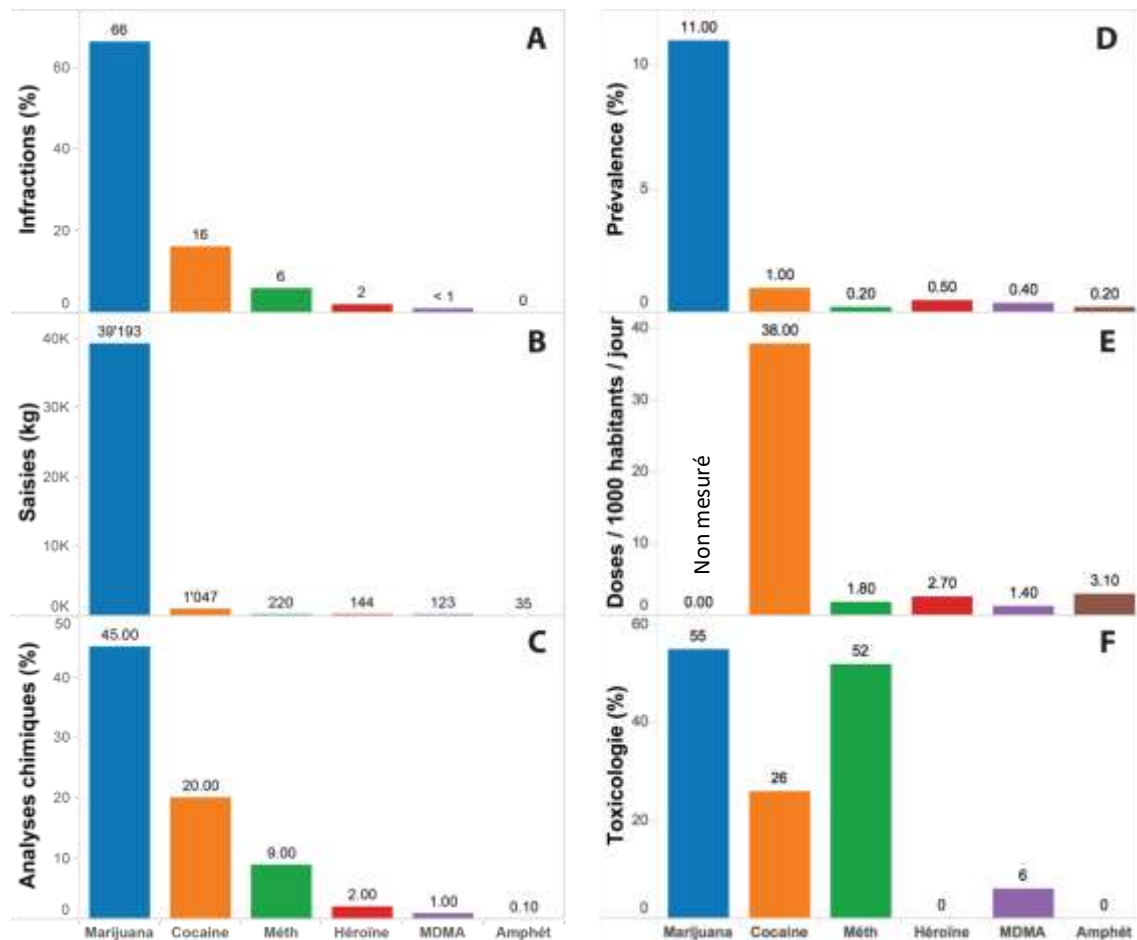 A
Infractions (%)
60
40
20
0
66
16
6
2
< 1
0
B
Saisies (kg)
40K
30K
20K
10K
0K
39'193
1'047
220
144
123
35
C
Analyses chimiques (%)
50
40
30
20
10
0
45.00
20.00
9.00
2.00
1.00
0.10
Marijuana Cocaine Méth Héroïne MDMA Amphét
D
Prévalence (%)
10
5
0
11.00
1.00
0.20
0.50
0.40
0.20
E
Doses / 1000 habitants / jour
40
30
20
10
0
Non mesuré
0.00
38.00
1.80
2.70
1.40
3.10
F
Toxicologie (%)
60
40
20
0
55
26
52
0
6
0
Marijuana Cocaine Méth Héroïne MDMA Amphét